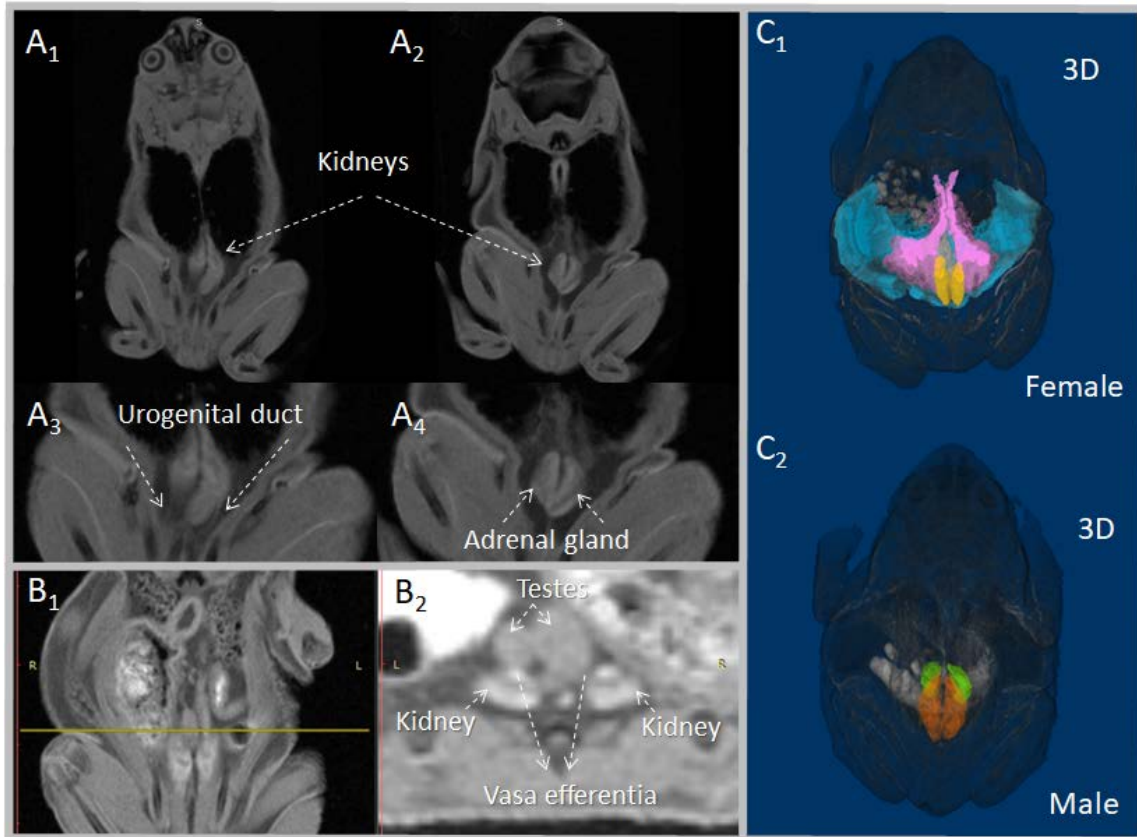 A1
S
A2
S
Kidneys
A3
Urogenital duct
A4
Adrenal gland
B1
R
L
B2
Testes
L
R
Kidney
Kidney
Vasa efferentia
C1
3D
Female
C2
3D
Male